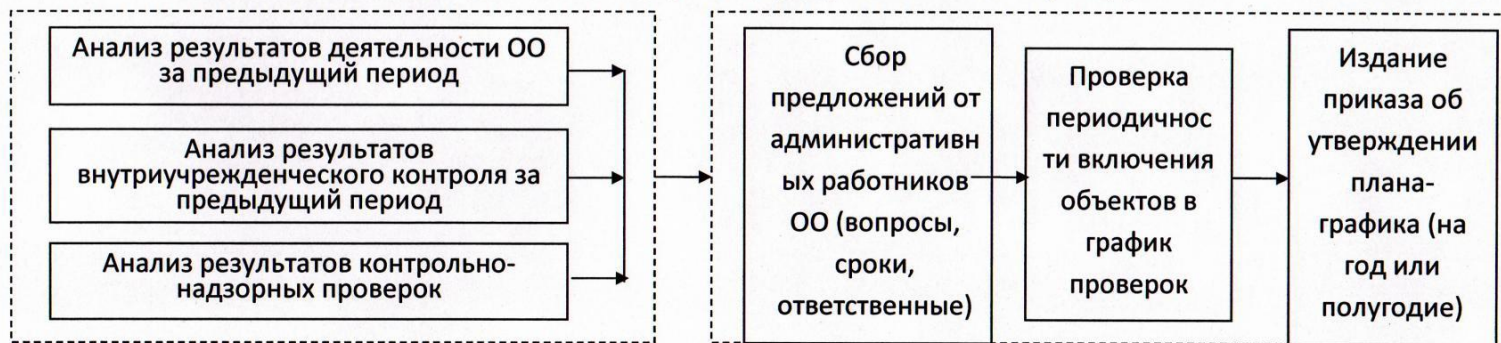 Анализ результатов деятельности ОО
за предыдущий период
Анализ результатов
внутриучрежденческого контроля за
предыдущий период
Анализ результатов контрольно-
надзорных проверок
Сбор
предложений от
административн
ых работников
ОО (вопросы,
сроки,
ответственные)
Проверка
периодичнос
ти включения
объектов в
график
проверок
Издание
приказа об
утверждении
плана-
графика (на
год или
полугодие)